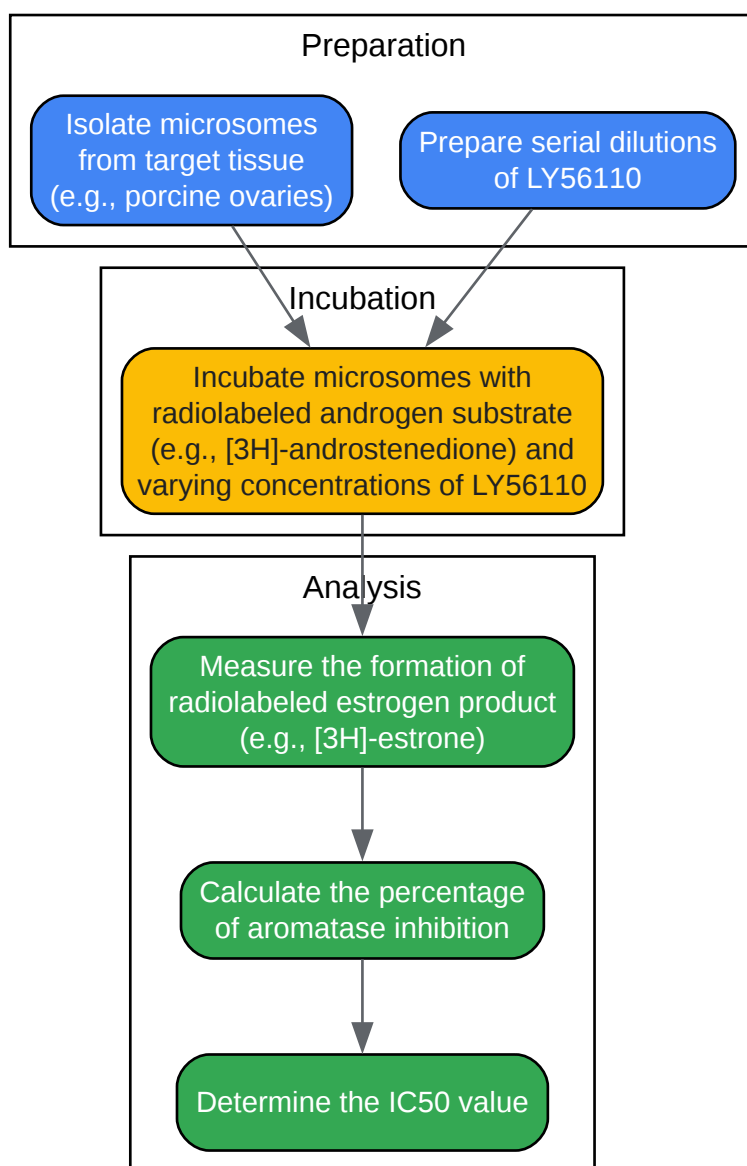 Preparation
Isolate microsomes
from target tissue
(e.g., porcine ovaries)
Prepare serial dilutions
of LY56110
Incubation
Incubate microsomes with
radiolabeled androgen substrate
(e.g., [3H]-androstenedione) and
varying concentrations of LY56110
Analysis
Measure the formation of
radiolabeled estrogen product
(e.g., [3H]-estrone)
Calculate the percentage
of aromatase inhibition
Determine the IC50 value